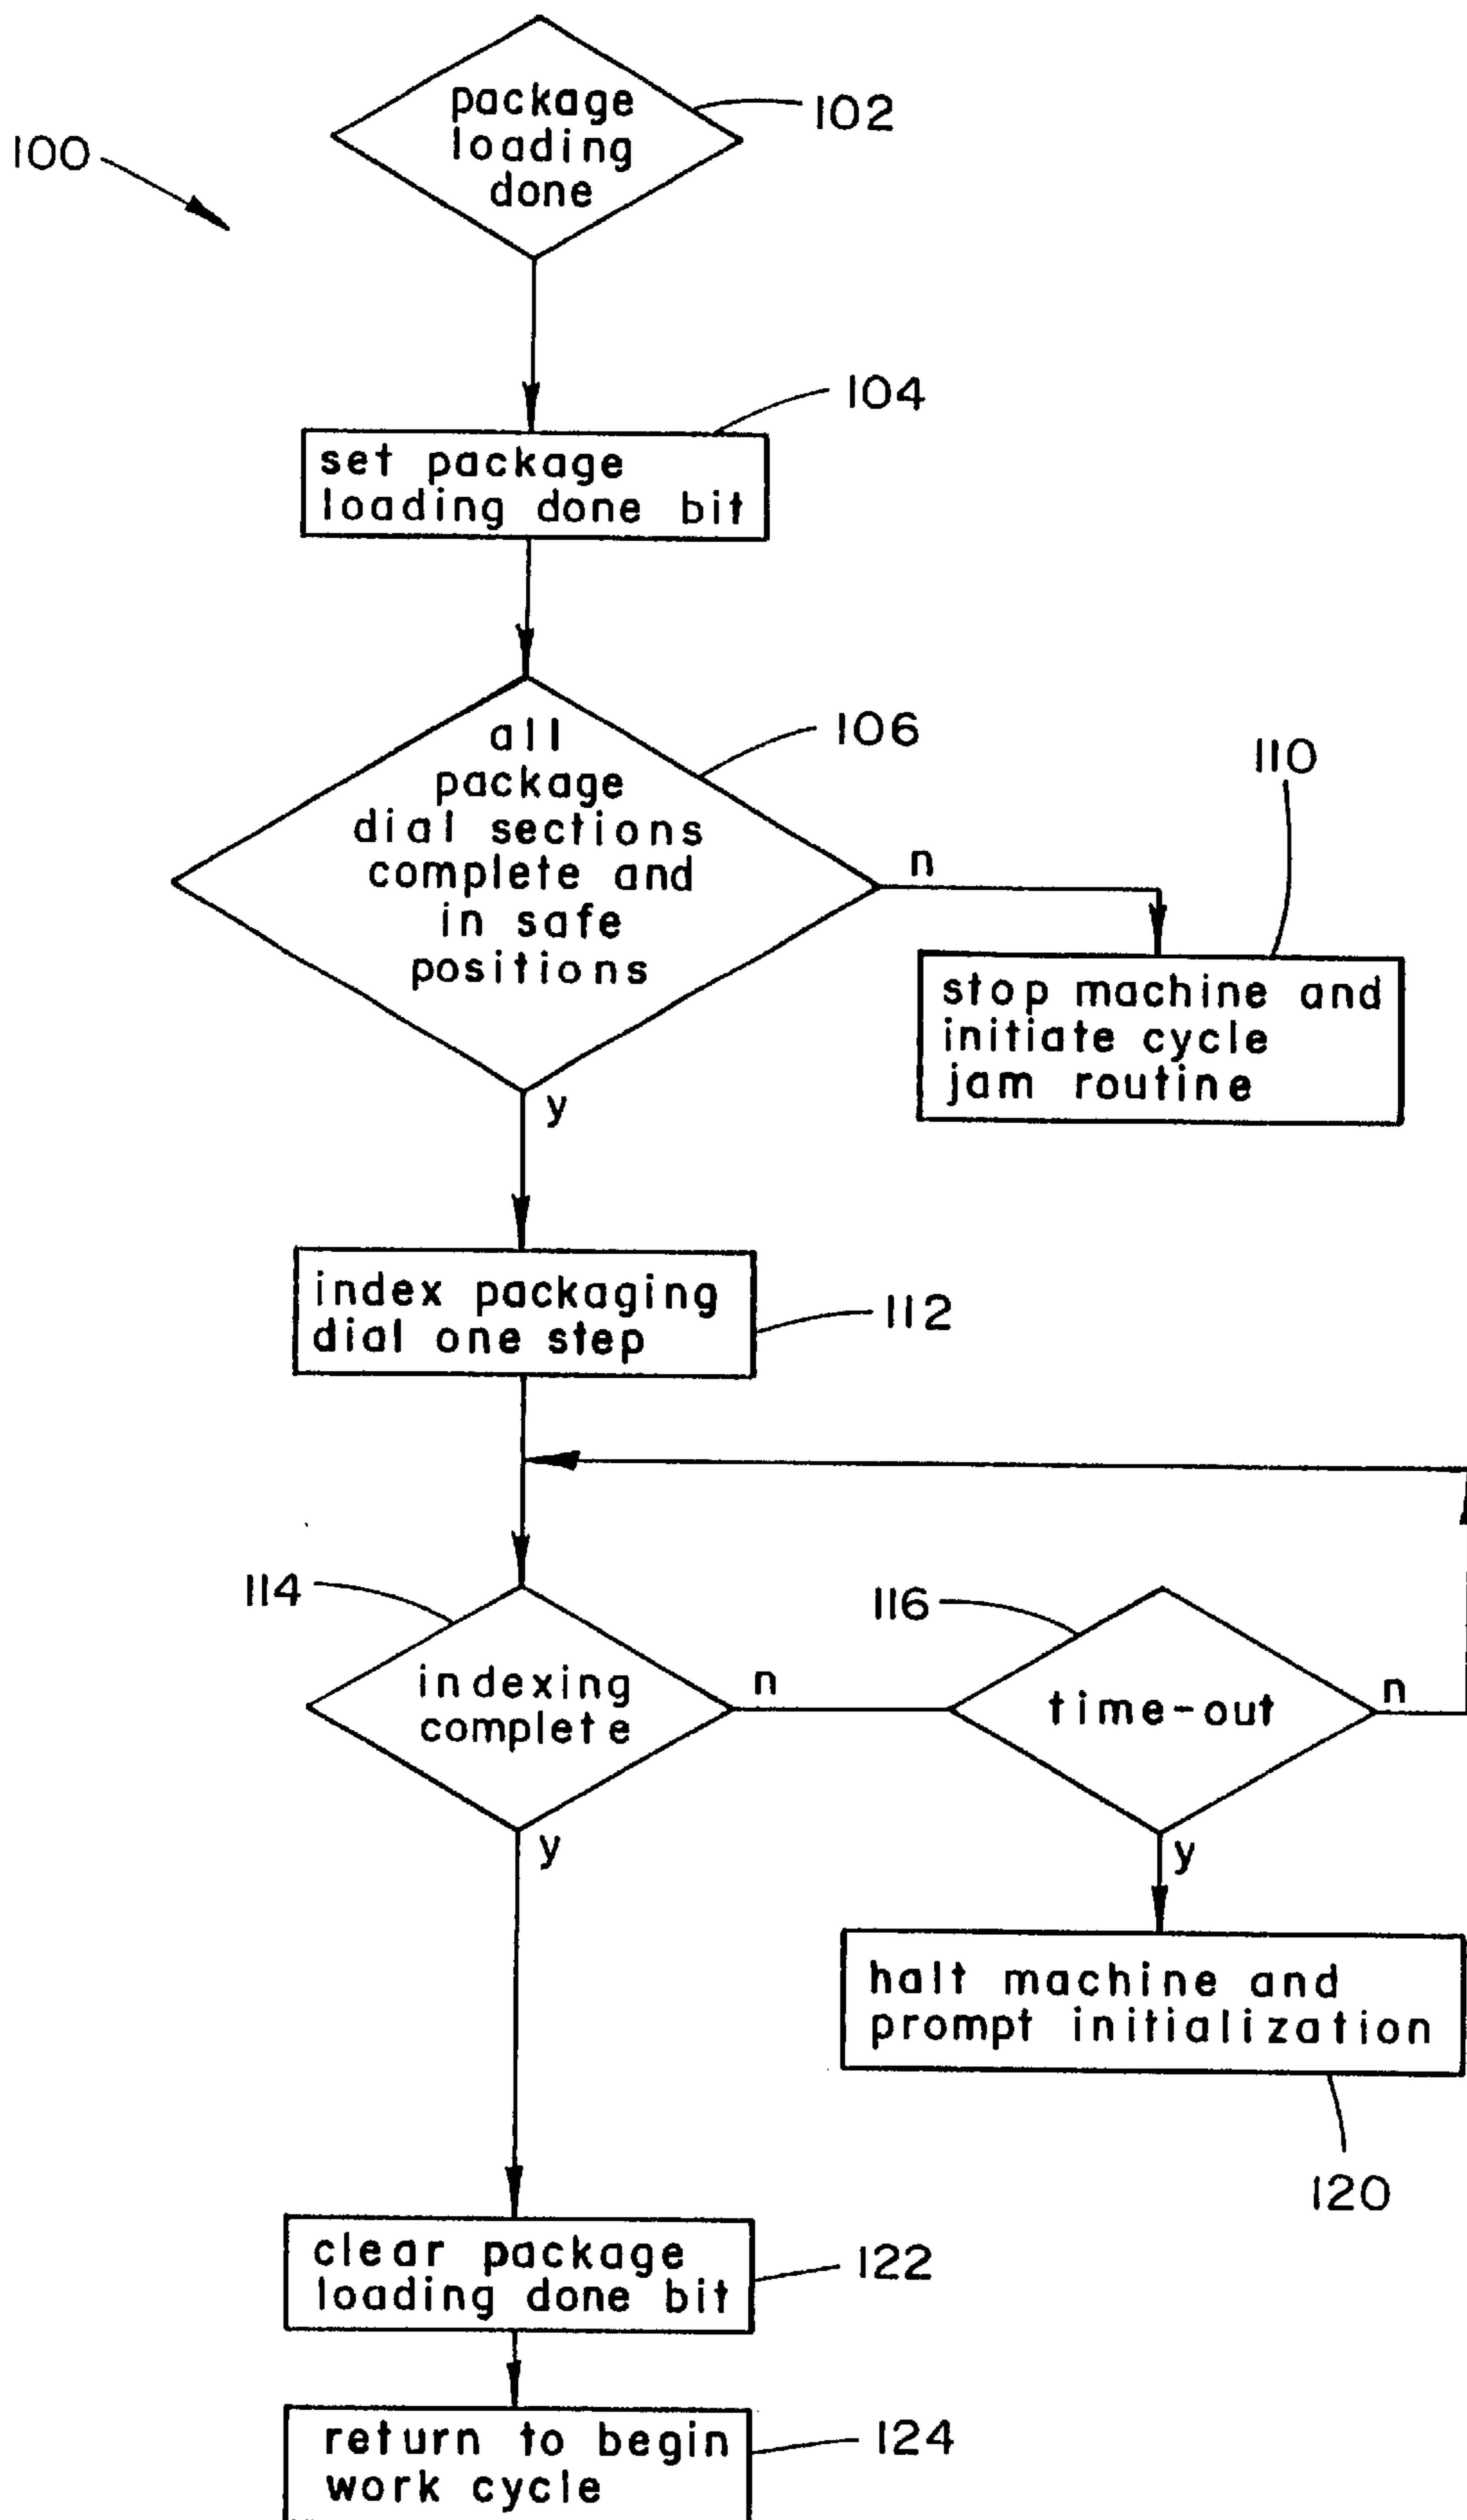 package
loading
done
102
100
104
set package
loading done bit
106
all
package
dial sections
complete and
in safe
positions
n
110
stop machine and
initiate cycle
jam routine
y
index packaging
dial one step
112
114
indexing
complete
n
116
time-out
n
y
y
halt machine and
prompt initialization
120
clear package
loading done bit
122
return to begin
work cycle
124